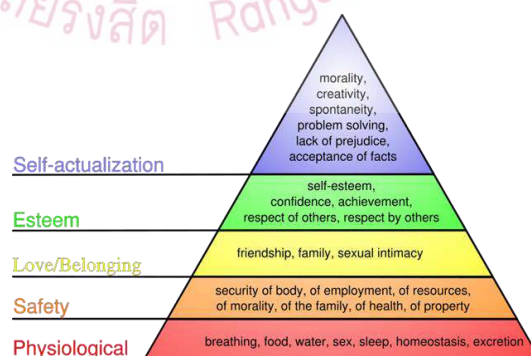 Rangs
morality,
creativity,
spontaneity,
problem solving,
lack of prejudice,
acceptance of facts
Self-actualization
self-esteem,
confidence, achievement,
respect of others, respect by others
Esteem
friendship, family, sexual intimacy
Love/Belonging
security of body, of employment, of resources,
of morality, of the family, of health, of property
Safety
breathing, food, water, sex, sleep, homeostasis, excretion
Physiological